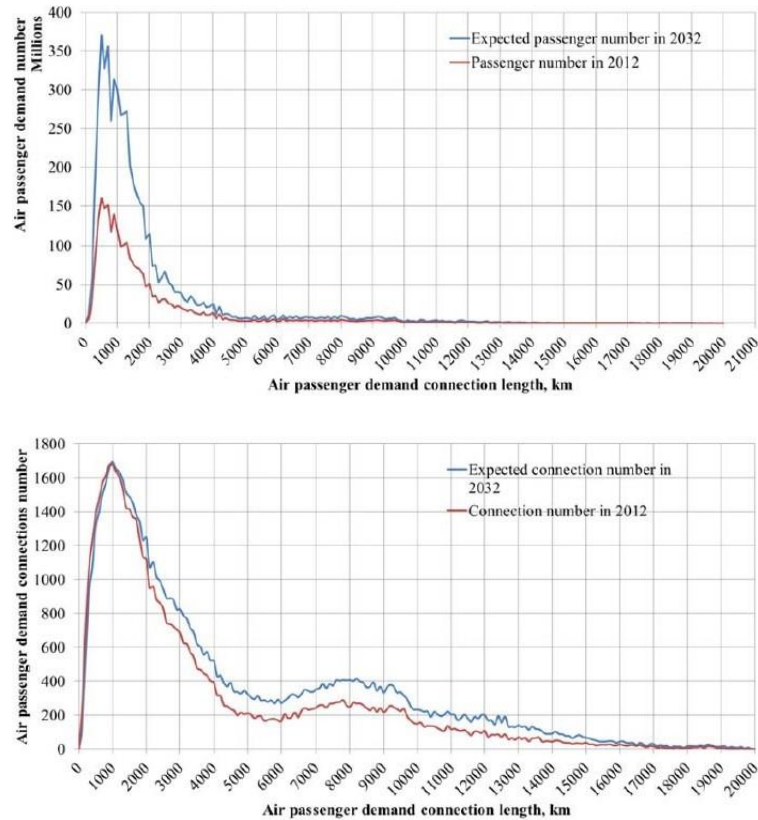 400
350
300
250
200
150
100
50
0
Air passenger demand number
Millions
Expected passenger number in 2032
Passenger number in 2012
0 1000 2000 3000 4000 5000 6000 7000 8000 9000 10000 11000 12000 13000 14000 15000 16000 17000 18000 19000 20000 21000
Air passenger demand connection length, km
1800
1600
1400
1200
1000
800
600
400
200
0
Air passenger demand connections number
Expected connection number in
2032
Connection number in 2012
0 1000 2000 3000 4000 5000 6000 7000 8000 9000 10000 11000 12000 13000 14000 15000 16000 17000 18000 19000 20000
Air passenger demand connection length, km